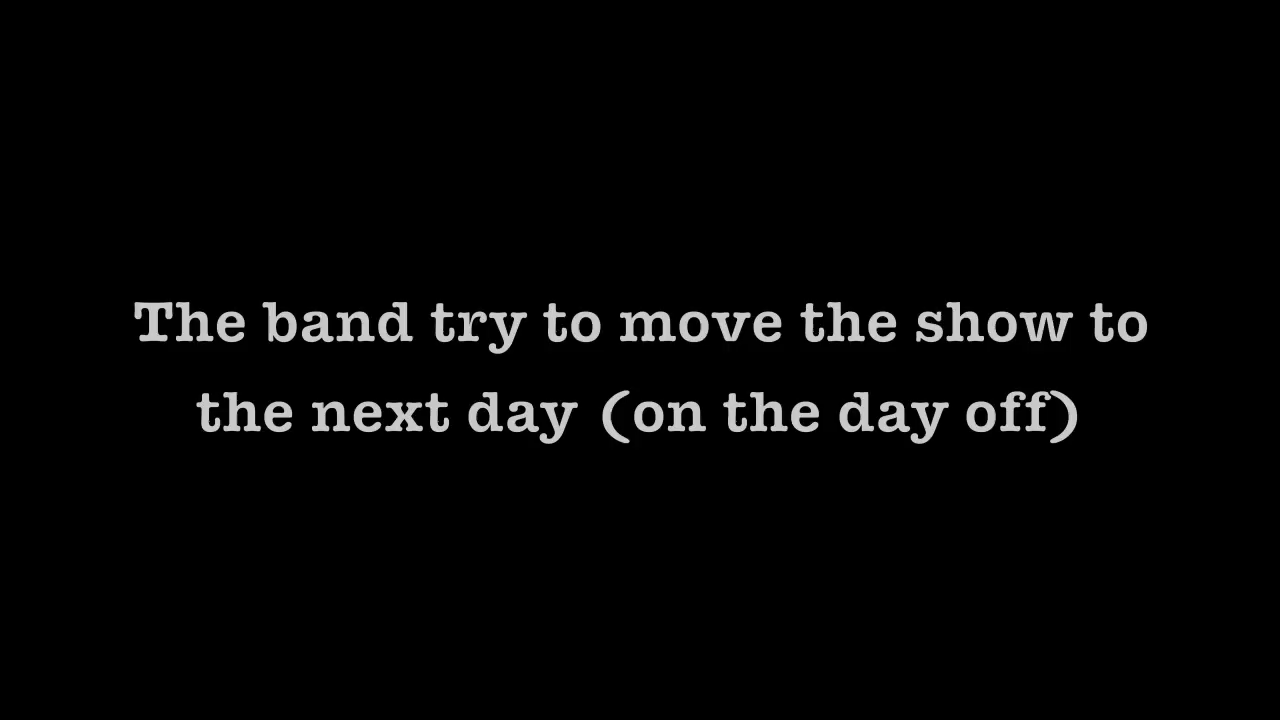 The band try to move the show to
the next day (on the day off)